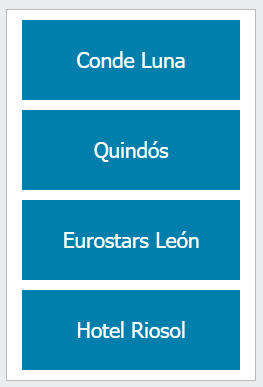 Conde Luna
Quindós
Eurostars León
Hotel Riosol